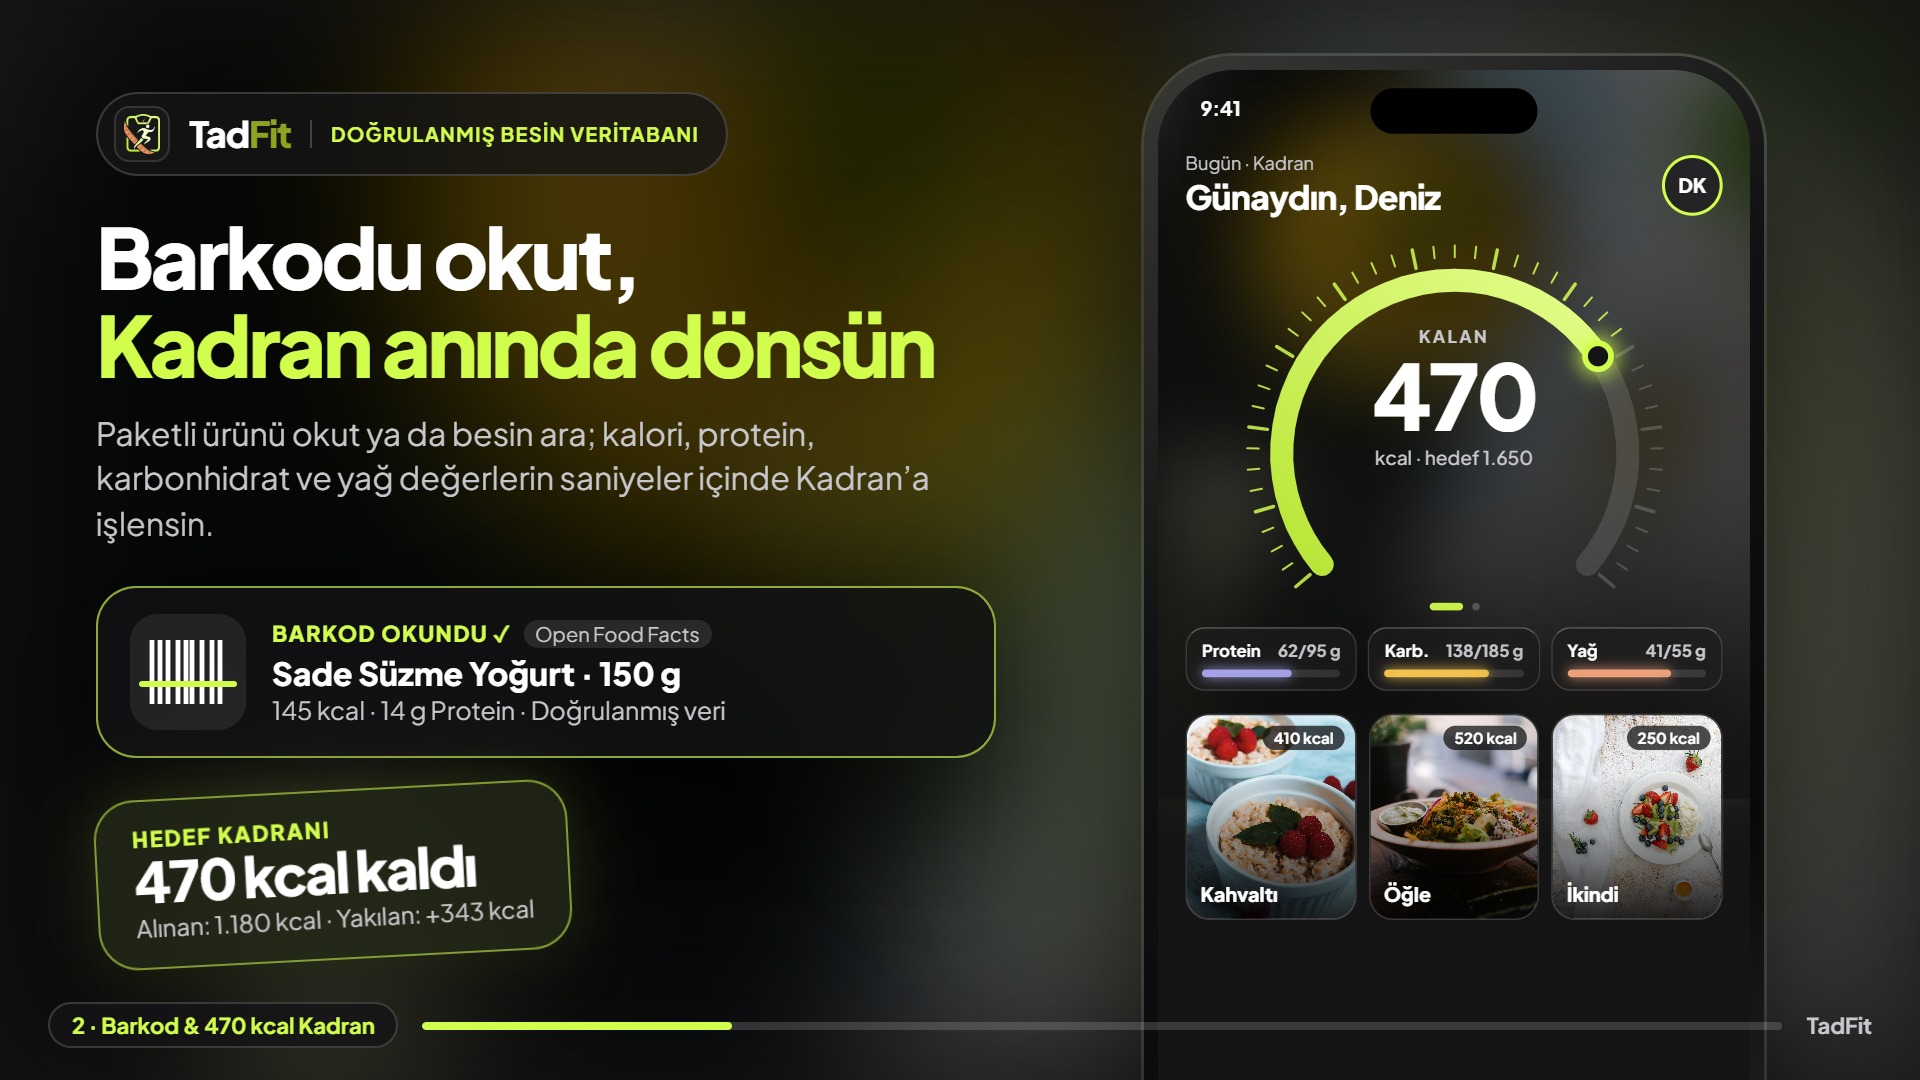 TadFit
DOĞRULANMIŞ BESİN VERİTABANI
Barkodu okut,
Kadran anında dönsün
Paketli ürünü okut ya da besin ara; kalori, protein,
karbonhidrat ve yağ değerlerin saniyeler içinde Kadran’a
işlensin.
BARKOD OKUNDU ✓ Open Food Facts
Sade Süzme Yoğurt · 150 g
145 kcal · 14 g Protein · Doğrulanmış veri
HEDEF KADRANI
470 kcal kaldı
Alınan: 1.180 kcal · Yakılan: +343 kcal
9:41
Bugün · Kadran
Günaydın, Deniz
DK
KALAN
470
kcal · hedef 1.650
Protein 62/95 g
Karb. 138/185 g
Yağ 41/55 g
410 kcal
Kahvaltı
520 kcal
Öğle
250 kcal
İkindi
2 · Barkod & 470 kcal Kadran
TadFit